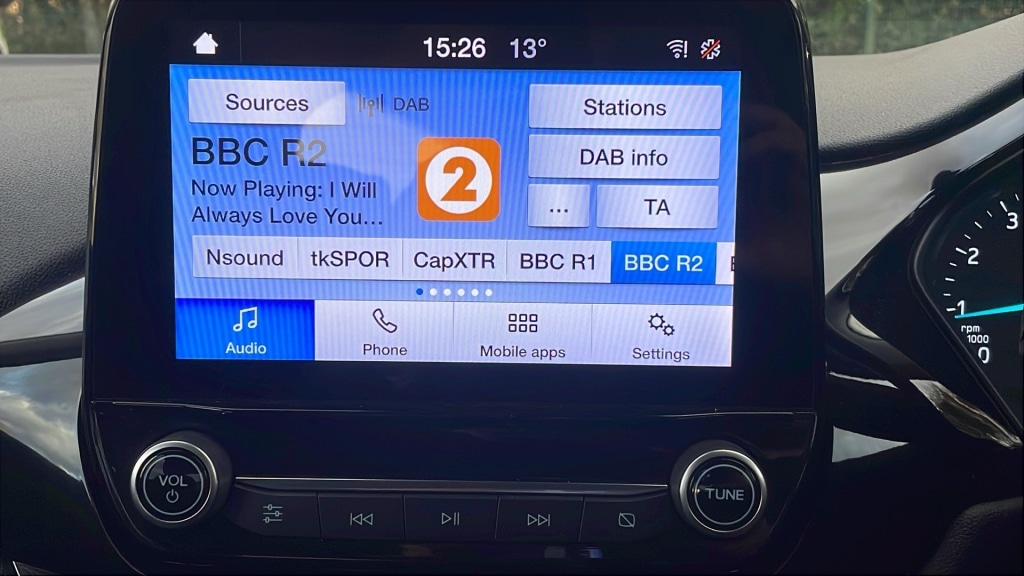 15:26 13°
Sources
DAB
Stations
BBC R2
2
DAB info
Now Playing: I Will
Always Love You...
...
TA
Nsound
tkSPOR
CapXTR
BBC R1
BBC R2
Audio
Phone
Mobile apps
Settings
VOL
TUNE
3
2
1
rpm
1000
0